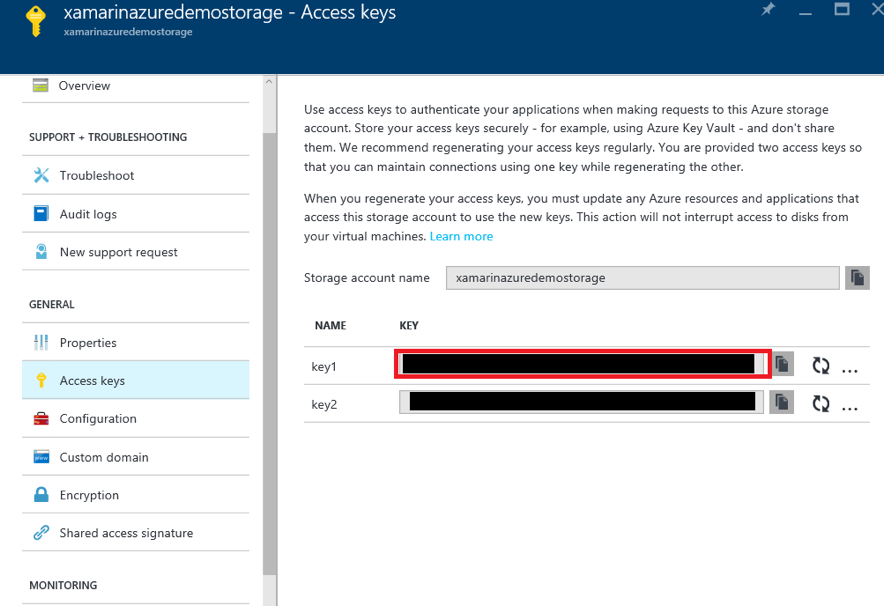 xamarinazuredemostorage - Access keys
xamarinazuredemostorage
Overview
SUPPORT + TROUBLESHOOTING
Troubleshoot
Audit logs
New support request
GENERAL
Properties
Access keys
Configuration
Custom domain
Encryption
Shared access signature
MONITORING
Use access keys to authenticate your applications when making requests to this Azure storage
account. Store your access keys securely - for example, using Azure Key Vault - and don't share
them. We recommend regenerating your access keys regularly. You are provided two access keys so
that you can maintain connections using one key while regenerating the other.
When you regenerate your access keys, you must update any Azure resources and applications that
access this storage account to use the new keys. This action will not interrupt access to disks from
your virtual machines. Learn more
Storage account name xamarinazuredemostorage
NAME KEY
key1 ...
key2 ...